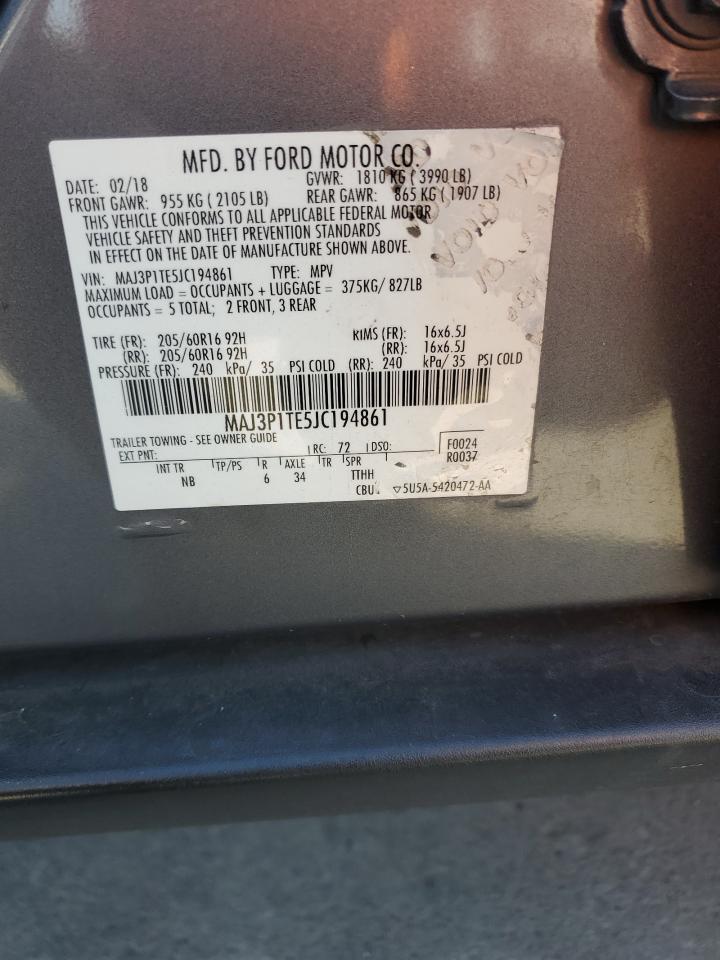 MFD. BY FORD MOTOR CO.
DATE: 02/18 GVWR: 1810 KG ( 3990 LB)
FRONT GAWR: 955 KG ( 2105 LB) REAR GAWR: 865 KG ( 1907 LB)
THIS VEHICLE CONFORMS TO ALL APPLICABLE FEDERAL MOTOR
VEHICLE SAFETY AND THEFT PREVENTION STANDARDS
IN EFFECT ON THE DATE OF MANUFACTURE SHOWN ABOVE.
VIN: MAJ3P1TE5JC194861 TYPE: MPV
MAXIMUM LOAD = OCCUPANTS + LUGGAGE = 375KG/ 827LB
OCCUPANTS = 5 TOTAL; 2 FRONT, 3 REAR
TIRE (FR): 205/60R16 92H RIMS (FR): 16x6.5J
(RR): 205/60R16 92H (RR): 16x6.5J
PRESSURE (FR): 240 kPa/ 35 PSI COLD (RR): 240 kPa/ 35 PSI COLD
MAJ3P1TE5JC194861
TRAILER TOWING - SEE OWNER GUIDE
EXT PNT: RC: 72 DSO: F0024
R0037
INT TR TP/PS R AXLE TR SPR
NB 6 34 TTHH
CBU ▽5U5A-5420472-AA
VOID
VOID
VOID